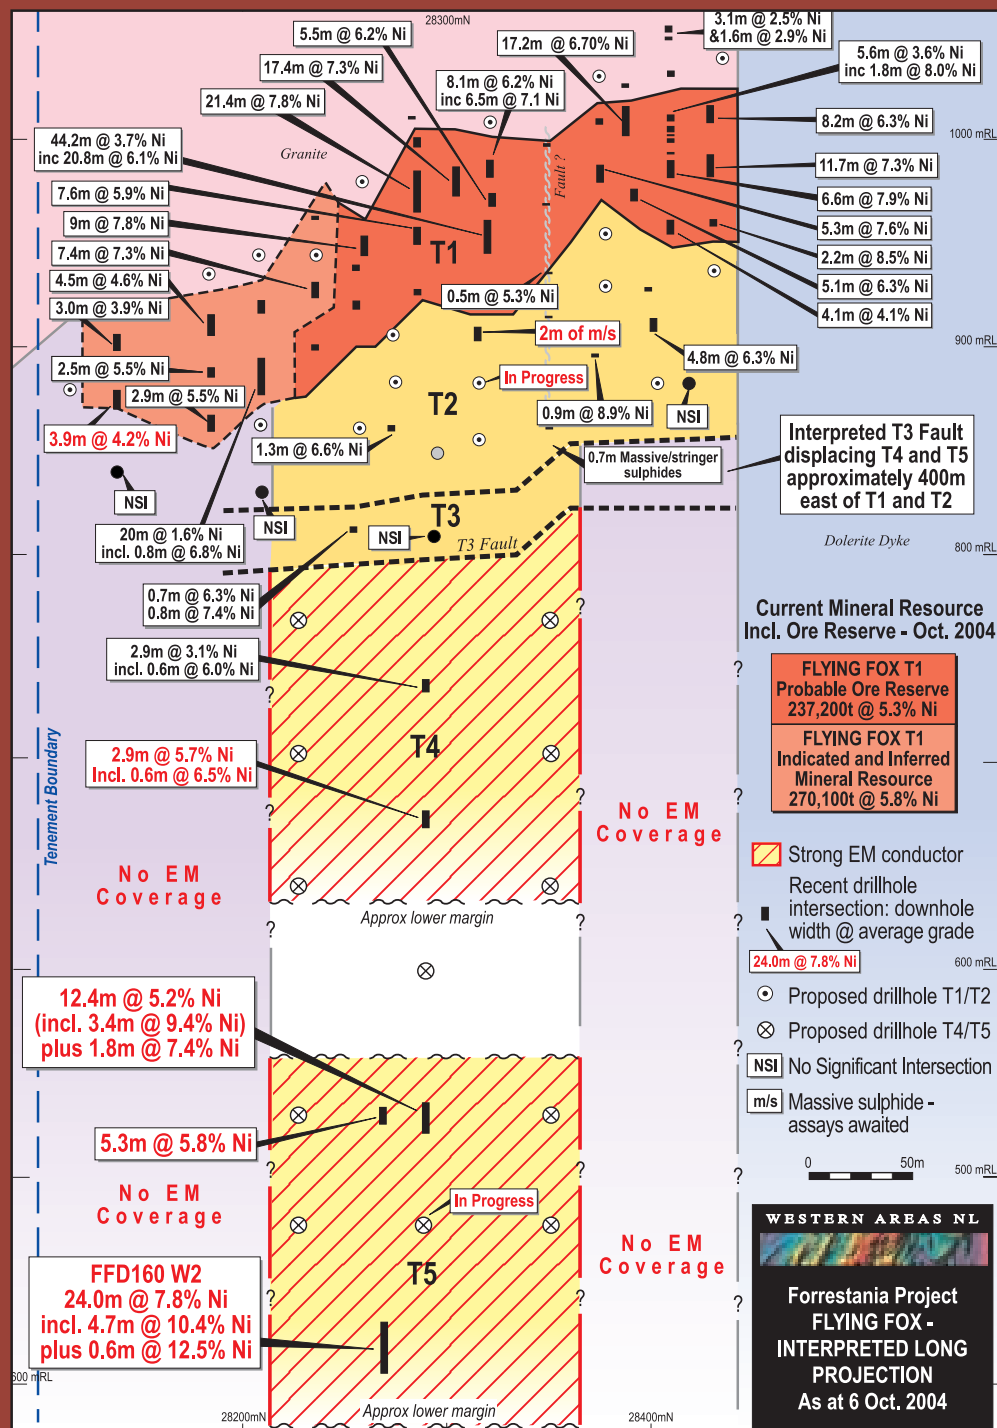 28300mN
3.1m @ 2.5% Ni
&1.6m @ 2.9% Ni
5.5m @ 6.2% Ni
17.2m @ 6.70% Ni
5.6m @ 3.6% Ni
inc 1.8m @ 8.0% Ni
17.4m @ 7.3% Ni
8.1m @ 6.2% Ni
inc 6.5m @ 7.1 Ni
21.4m @ 7.8% Ni
8.2m @ 6.3% Ni
1000 mRL
44.2m @ 3.7% Ni
inc 20.8m @ 6.1% Ni
Granite
Fault ?
11.7m @ 7.3% Ni
7.6m @ 5.9% Ni
6.6m @ 7.9% Ni
9m @ 7.8% Ni
5.3m @ 7.6% Ni
T1
7.4m @ 7.3% Ni
2.2m @ 8.5% Ni
4.5m @ 4.6% Ni
5.1m @ 6.3% Ni
3.0m @ 3.9% Ni
0.5m @ 5.3% Ni
4.1m @ 4.1% Ni
2m of m/s
900 mRL
4.8m @ 6.3% Ni
2.5m @ 5.5% Ni
In Progress
2.9m @ 5.5% Ni
T2
0.9m @ 8.9% Ni
NSI
3.9m @ 4.2% Ni
1.3m @ 6.6% Ni
0.7m Massive/stringer
sulphides
Interpreted T3 Fault
displacing T4 and T5
approximately 400m
east of T1 and T2
NSI
NSI
T3
20m @ 1.6% Ni
incl. 0.8m @ 6.8% Ni
NSI
T3 Fault
Dolerite Dyke
800 mRL
0.7m @ 6.3% Ni
0.8m @ 7.4% Ni
?
?
Current Mineral Resource
Incl. Ore Reserve - Oct. 2004
2.9m @ 3.1% Ni
incl. 0.6m @ 6.0% Ni
?
?
?
FLYING FOX T1
Probable Ore Reserve
237,200t @ 5.3% Ni
FLYING FOX T1
Indicated and Inferred
Mineral Resource
270,100t @ 5.8% Ni
T4
2.9m @ 5.7% Ni
Incl. 0.6m @ 6.5% Ni
Tenement Boundary
?
?
?
No EM
Coverage
No EM
Coverage
Strong EM conductor
Recent drillhole
intersection: downhole
width @ average grade
24.0m @ 7.8% Ni
Approx lower margin
?
?
?
600 mRL
12.4m @ 5.2% Ni
(incl. 3.4m @ 9.4% Ni)
plus 1.8m @ 7.4% Ni
Proposed drillhole T1/T2
Proposed drillhole T4/T5
?
?
?
NSI No Significant Intersection
m/s Massive sulphide -
assays awaited
5.3m @ 5.8% Ni
0 50m
500 mRL
?
?
?
No EM
Coverage
In Progress
WESTERN AREAS NL
No EM
Coverage
T5
FFD160 W2
24.0m @ 7.8% Ni
incl. 4.7m @ 10.4% Ni
plus 0.6m @ 12.5% Ni
?
?
?
Forrestania Project
FLYING FOX -
INTERPRETED LONG
PROJECTION
As at 6 Oct. 2004
600 mRL
28200mN
Approx lower margin
28400mN